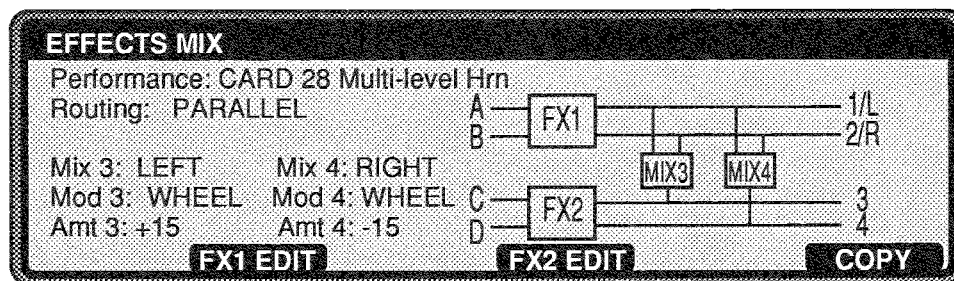 EFFECTS MIX
Performance: CARD 28 Multi-level Hrn
Routing: PARALLEL
A
B
FX1
1/L
2/R
Mix 3: LEFT Mix 4: RIGHT
MIX3 MIX4
Mod 3: WHEEL Mod 4: WHEEL
C
D
FX2
3
4
Amt 3: +15 Amt 4: -15
FX1 EDIT FX2 EDIT COPY